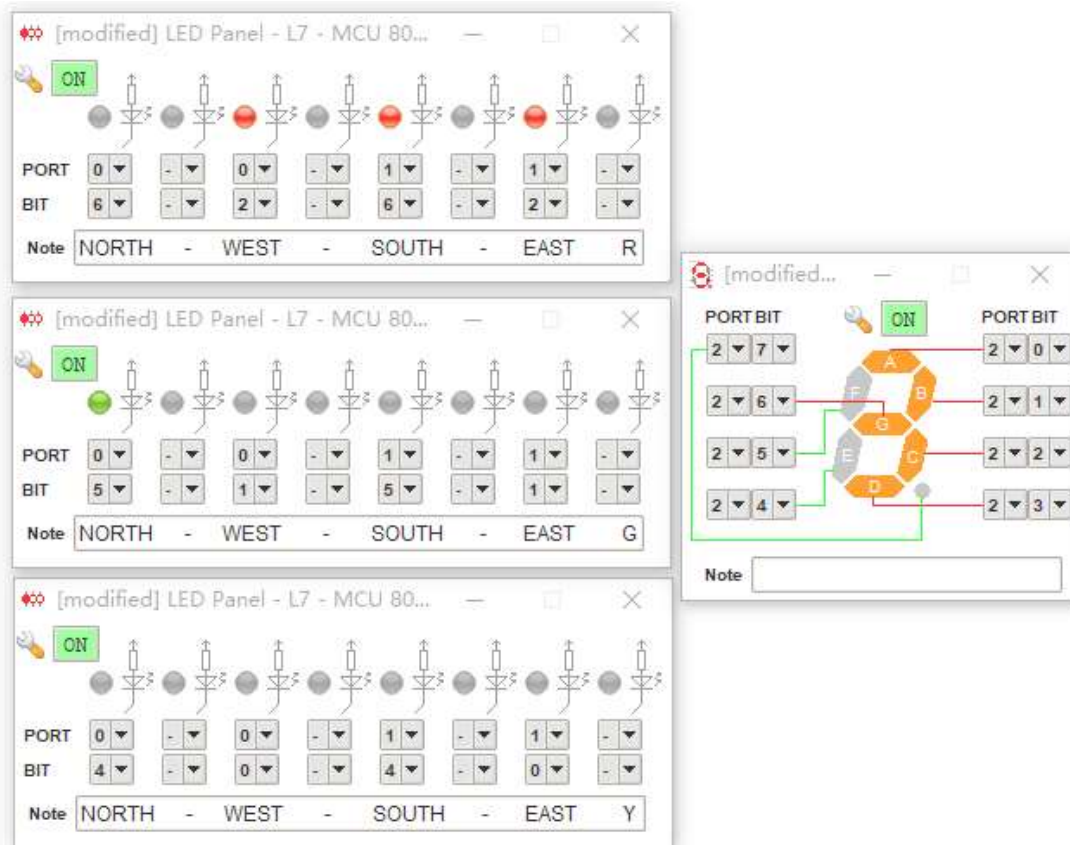 [modified] LED Panel - L7 - MCU 80...
ON
PORT 0 - 0 - 1 - 1 -
BIT 6 - 2 - 6 - 2 -
Note NORTH - WEST - SOUTH - EAST R
[modified] LED Panel - L7 - MCU 80...
ON
PORT 0 - 0 - 1 - 1 -
BIT 5 - 1 - 5 - 1 -
Note NORTH - WEST - SOUTH - EAST G
[modified] LED Panel - L7 - MCU 80...
ON
PORT 0 - 0 - 1 - 1 -
BIT 4 - 0 - 4 - 0 -
Note NORTH - WEST - SOUTH - EAST Y
[modified...
PORT BIT ON PORT BIT
2 7 A 2 0
2 6 F B 2 1
G
2 5 E C 2 2
2 4 D 2 3
Note